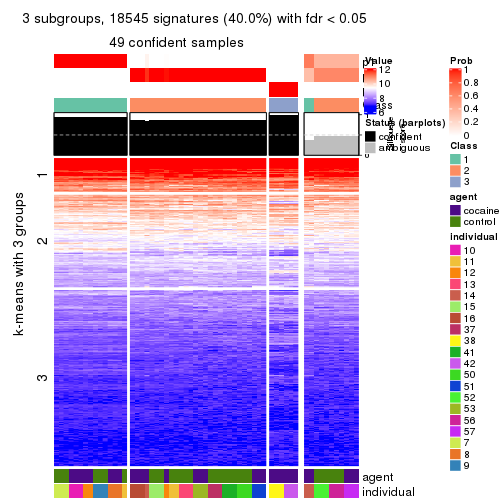 3 subgroups, 18545 signatures (40.0%) with fdr < 0.05
49 confident samples
Value
12
10
8
6
Status (barplots)
confident
ambiguous
Prob
1
0.8
0.6
0.4
0.2
0
Class
1
2
3
agent
cocaine
control
individual
10
11
12
13
14
15
16
37
38
41
42
50
51
52
53
56
57
7
8
9
k-means with 3 groups
1
2
3
agent
individual